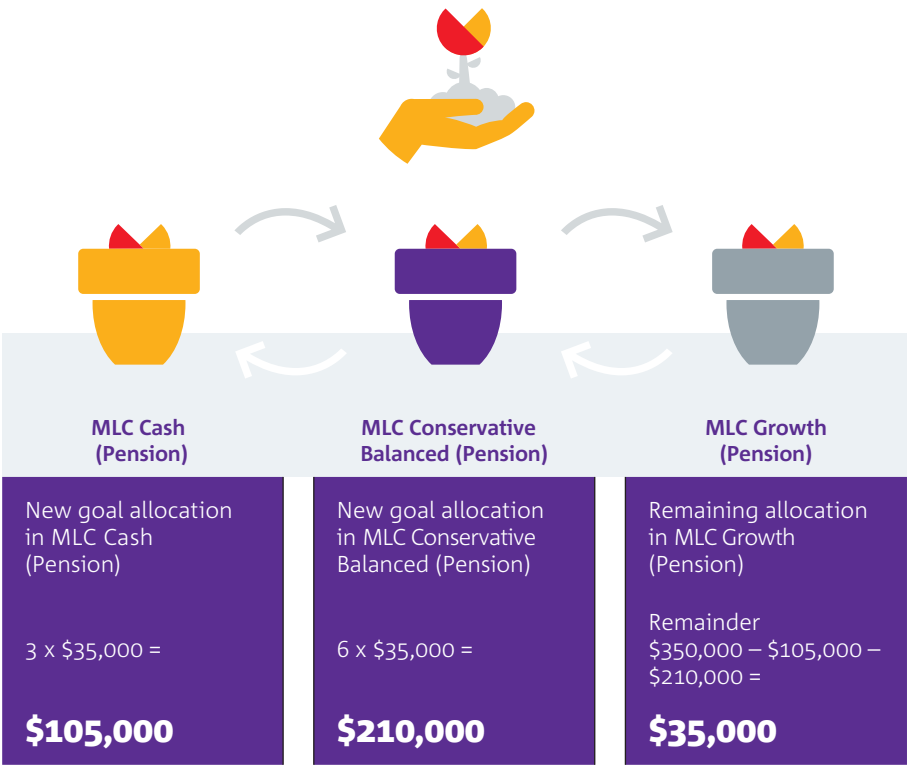 MLC Cash
(Pension)
MLC Conservative
Balanced (Pension)
MLC Growth
(Pension)
New goal allocation
in MLC Cash
(Pension)
3 x $35,000 =
$105,000
New goal allocation
in MLC Conservative
Balanced (Pension)
6 x $35,000 =
$210,000
Remaining allocation
in MLC Growth
(Pension)
Remainder
$350,000 – $105,000 –
$210,000 =
$35,000